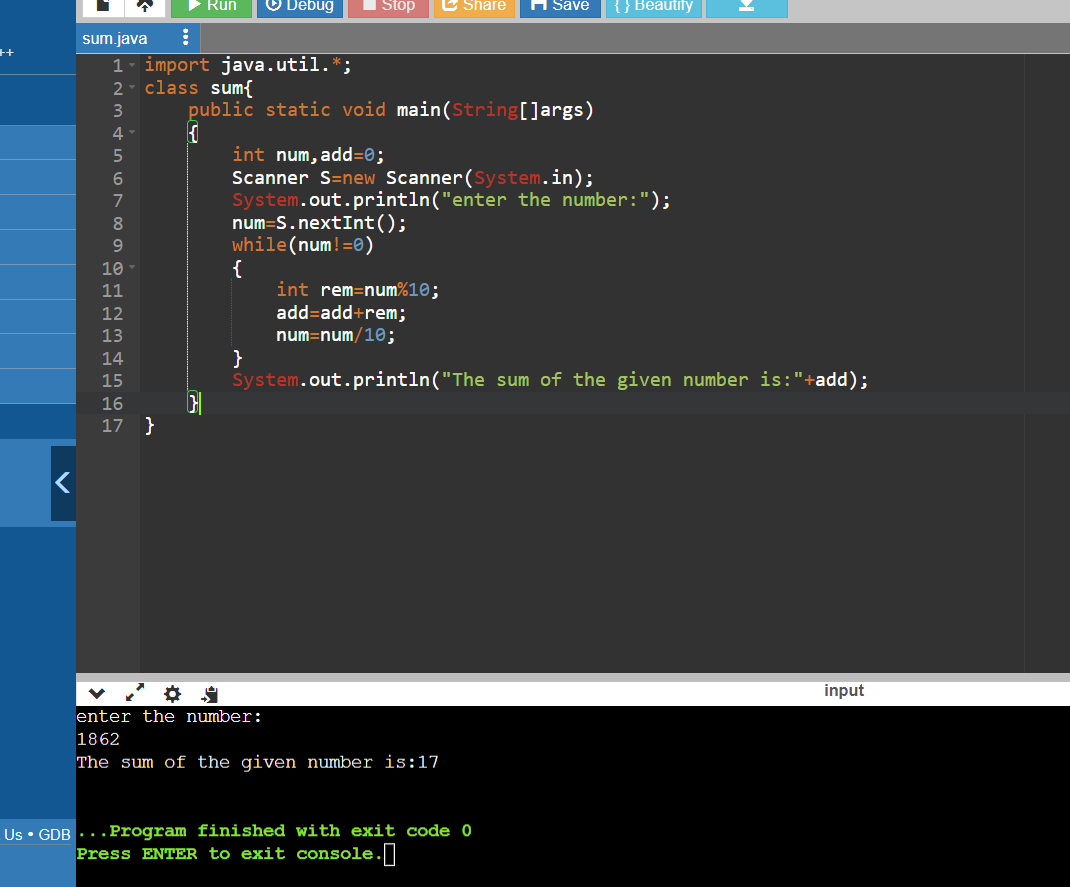 Run Debug Stop Share Save { } Beautify
sum.java
++
1 import java.util.*;
2 class sum{
3     public static void main(String[]args)
4     {
5         int num,add=0;
6         Scanner S=new Scanner(System.in);
7         System.out.println("enter the number:");
8         num=S.nextInt();
9         while(num!=0)
10         {
11             int rem=num%10;
12             add=add+rem;
13             num=num/10;
14         }
15         System.out.println("The sum of the given number is:"+add);
16     }
17 }
input
enter the number:
1862
The sum of the given number is:17
...Program finished with exit code 0
Press ENTER to exit console.
Us • GDB